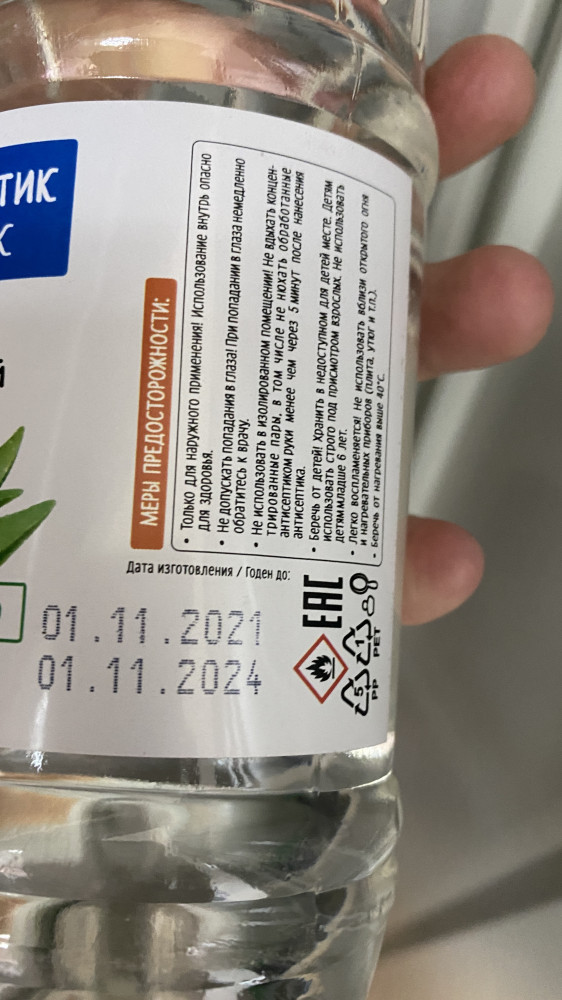 ТИК
К
Й
МЕРЫ ПРЕДОСТОРОЖНОСТИ:
• Только для наружного применения! Использование внутрь опасно
для здоровья.
• Не допускать попадания в глаза! При попадании в глаза немедленно
обратитесь к врачу.
• Не использовать в изолированном помещении! Не вдыхать концен-
трированные пары, в том числе не нюхать обработанные
антисептиком руки менее чем через 5 минут после нанесения
антисептика.
• Беречь от детей! Хранить в недоступном для детей месте. Детям
использовать строго под присмотром взрослых. Не использовать
детям младше 6 лет.
• Легко воспламеняется! Не использовать вблизи открытого огня
и нагревательных приборов (плита, утюг и т.п.).
• Беречь от нагревания выше 40°С.
Дата изготовления / Годен до:
01.11.2021
01.11.2024
EAC
5
PP
1
PET